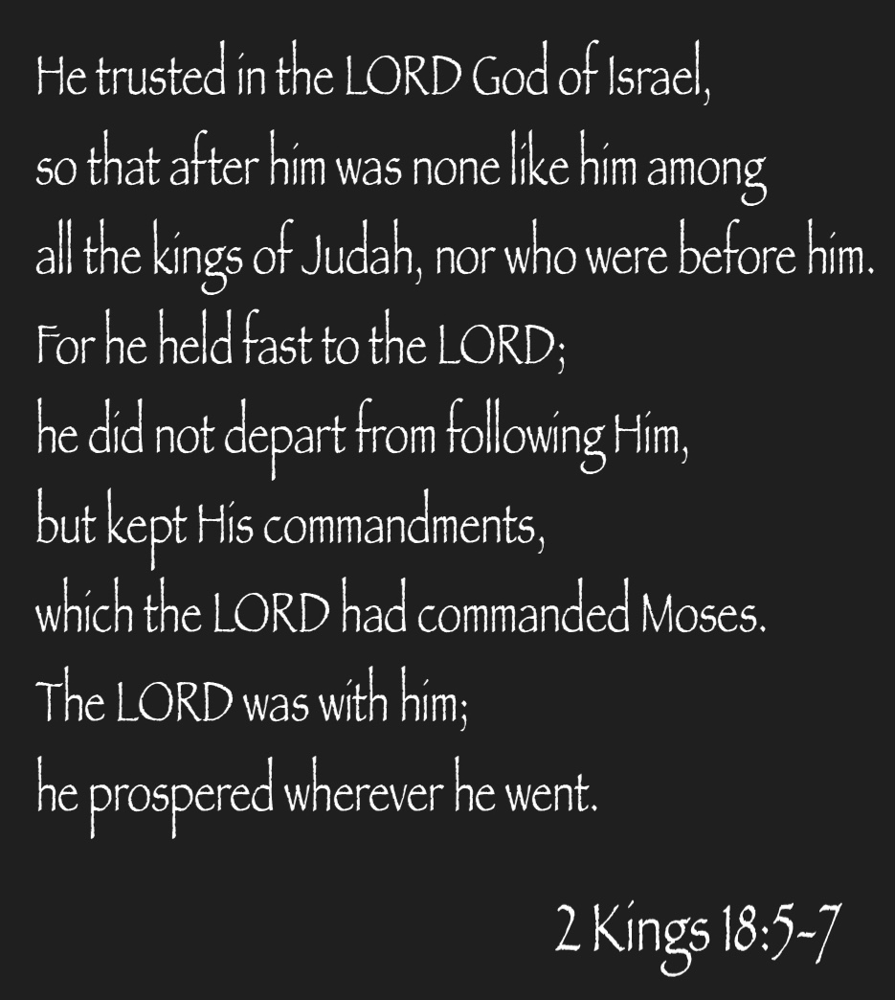 He trusted in the LORD God of Israel,
so that after him was none like him among
all the kings of Judah, nor who were before him.
For he held fast to the LORD;
he did not depart from following Him,
but kept His commandments,
which the LORD had commanded Moses.
The LORD was with him;
he prospered wherever he went.
2 Kings 18:5-7